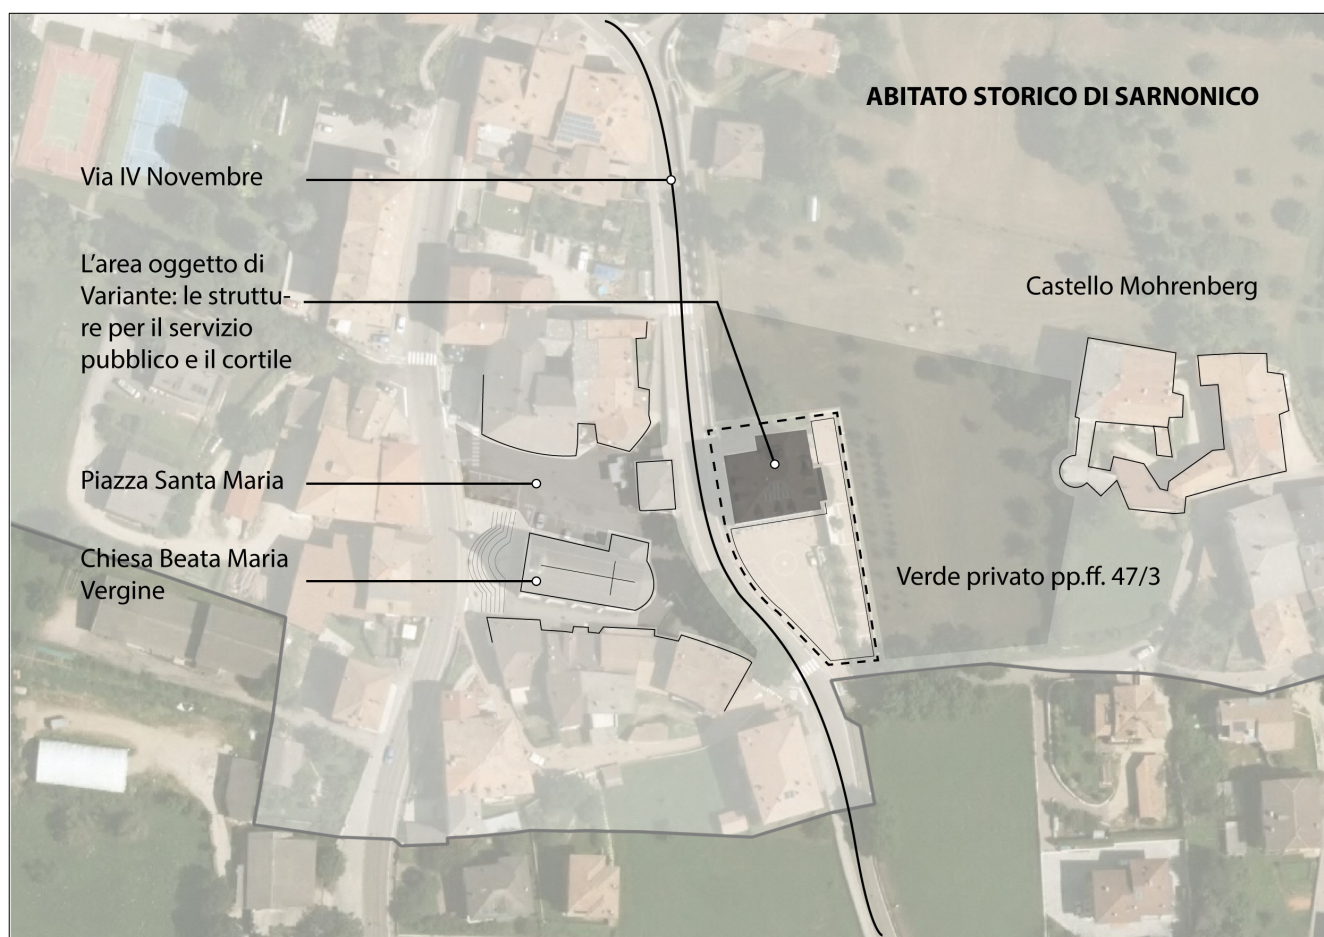 ABITATO STORICO DI SARNONICO
Via IV Novembre
L'area oggetto di
Variante: le struttu-
re per il servizio
pubblico e il cortile
Castello Mohrenberg
Piazza Santa Maria
Chiesa Beata Maria
Vergine
Verde privato pp.ff. 47/3